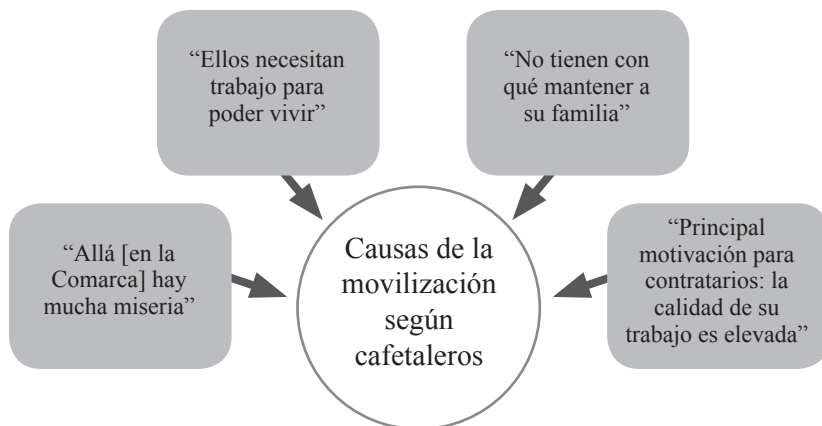 “Ellos necesitan
trabajo para
poder vivir”
“No tienen con
qué mantener a
su familia”
“Allá [en la
Comarca] hay
mucha miseria”
Causas de la
movilización
según
cafetaleros
“Principal
motivación para
contratarios: la
calidad de su
trabajo es elevada”